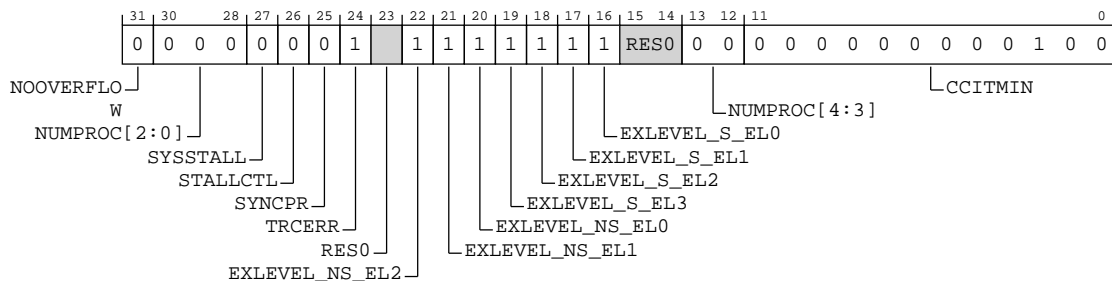 31 30 28 27 26 25 24 23 22 21 20 19 18 17 16 15 14 13 12 11 0
0 0 0 0 0 0 0 1 1 1 1 1 1 1 1 RES0 0 0 0 0 0 0 0 0 0 0 0 1 0 0
NOOVERFLO CCITMIN
W NUMPROC[4:3]
NUMPROC[2:0] EXLEVEL_S_EL0
SYSSTALL EXLEVEL_S_EL1
STALLCTL EXLEVEL_S_EL2
SYNCPR EXLEVEL_S_EL3
TRCERR EXLEVEL_NS_EL0
RES0 EXLEVEL_NS_EL1
EXLEVEL_NS_EL2